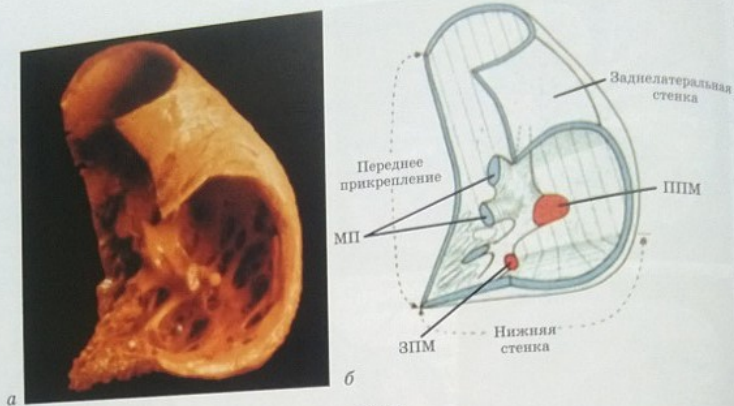 Заднелатеральная
стенка
Переднее
прикрепление
ППМ
МП
ЗПМ
Нижняя
стенка
а
б